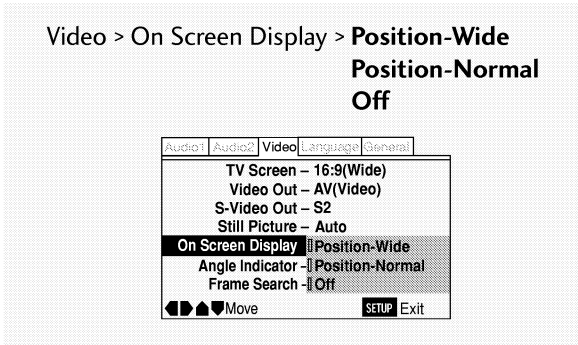 Video > On Screen Display > Position-Wide
Position-Normal
Off
Audio1 Audio2 Video Language General
TV Screen – 16:9(Wide)
Video Out – AV(Video)
S-Video Out – S2
Still Picture – Auto
On Screen Display Position-Wide
Angle Indicator - Position-Normal
Frame Search - Off
Move SETUP Exit